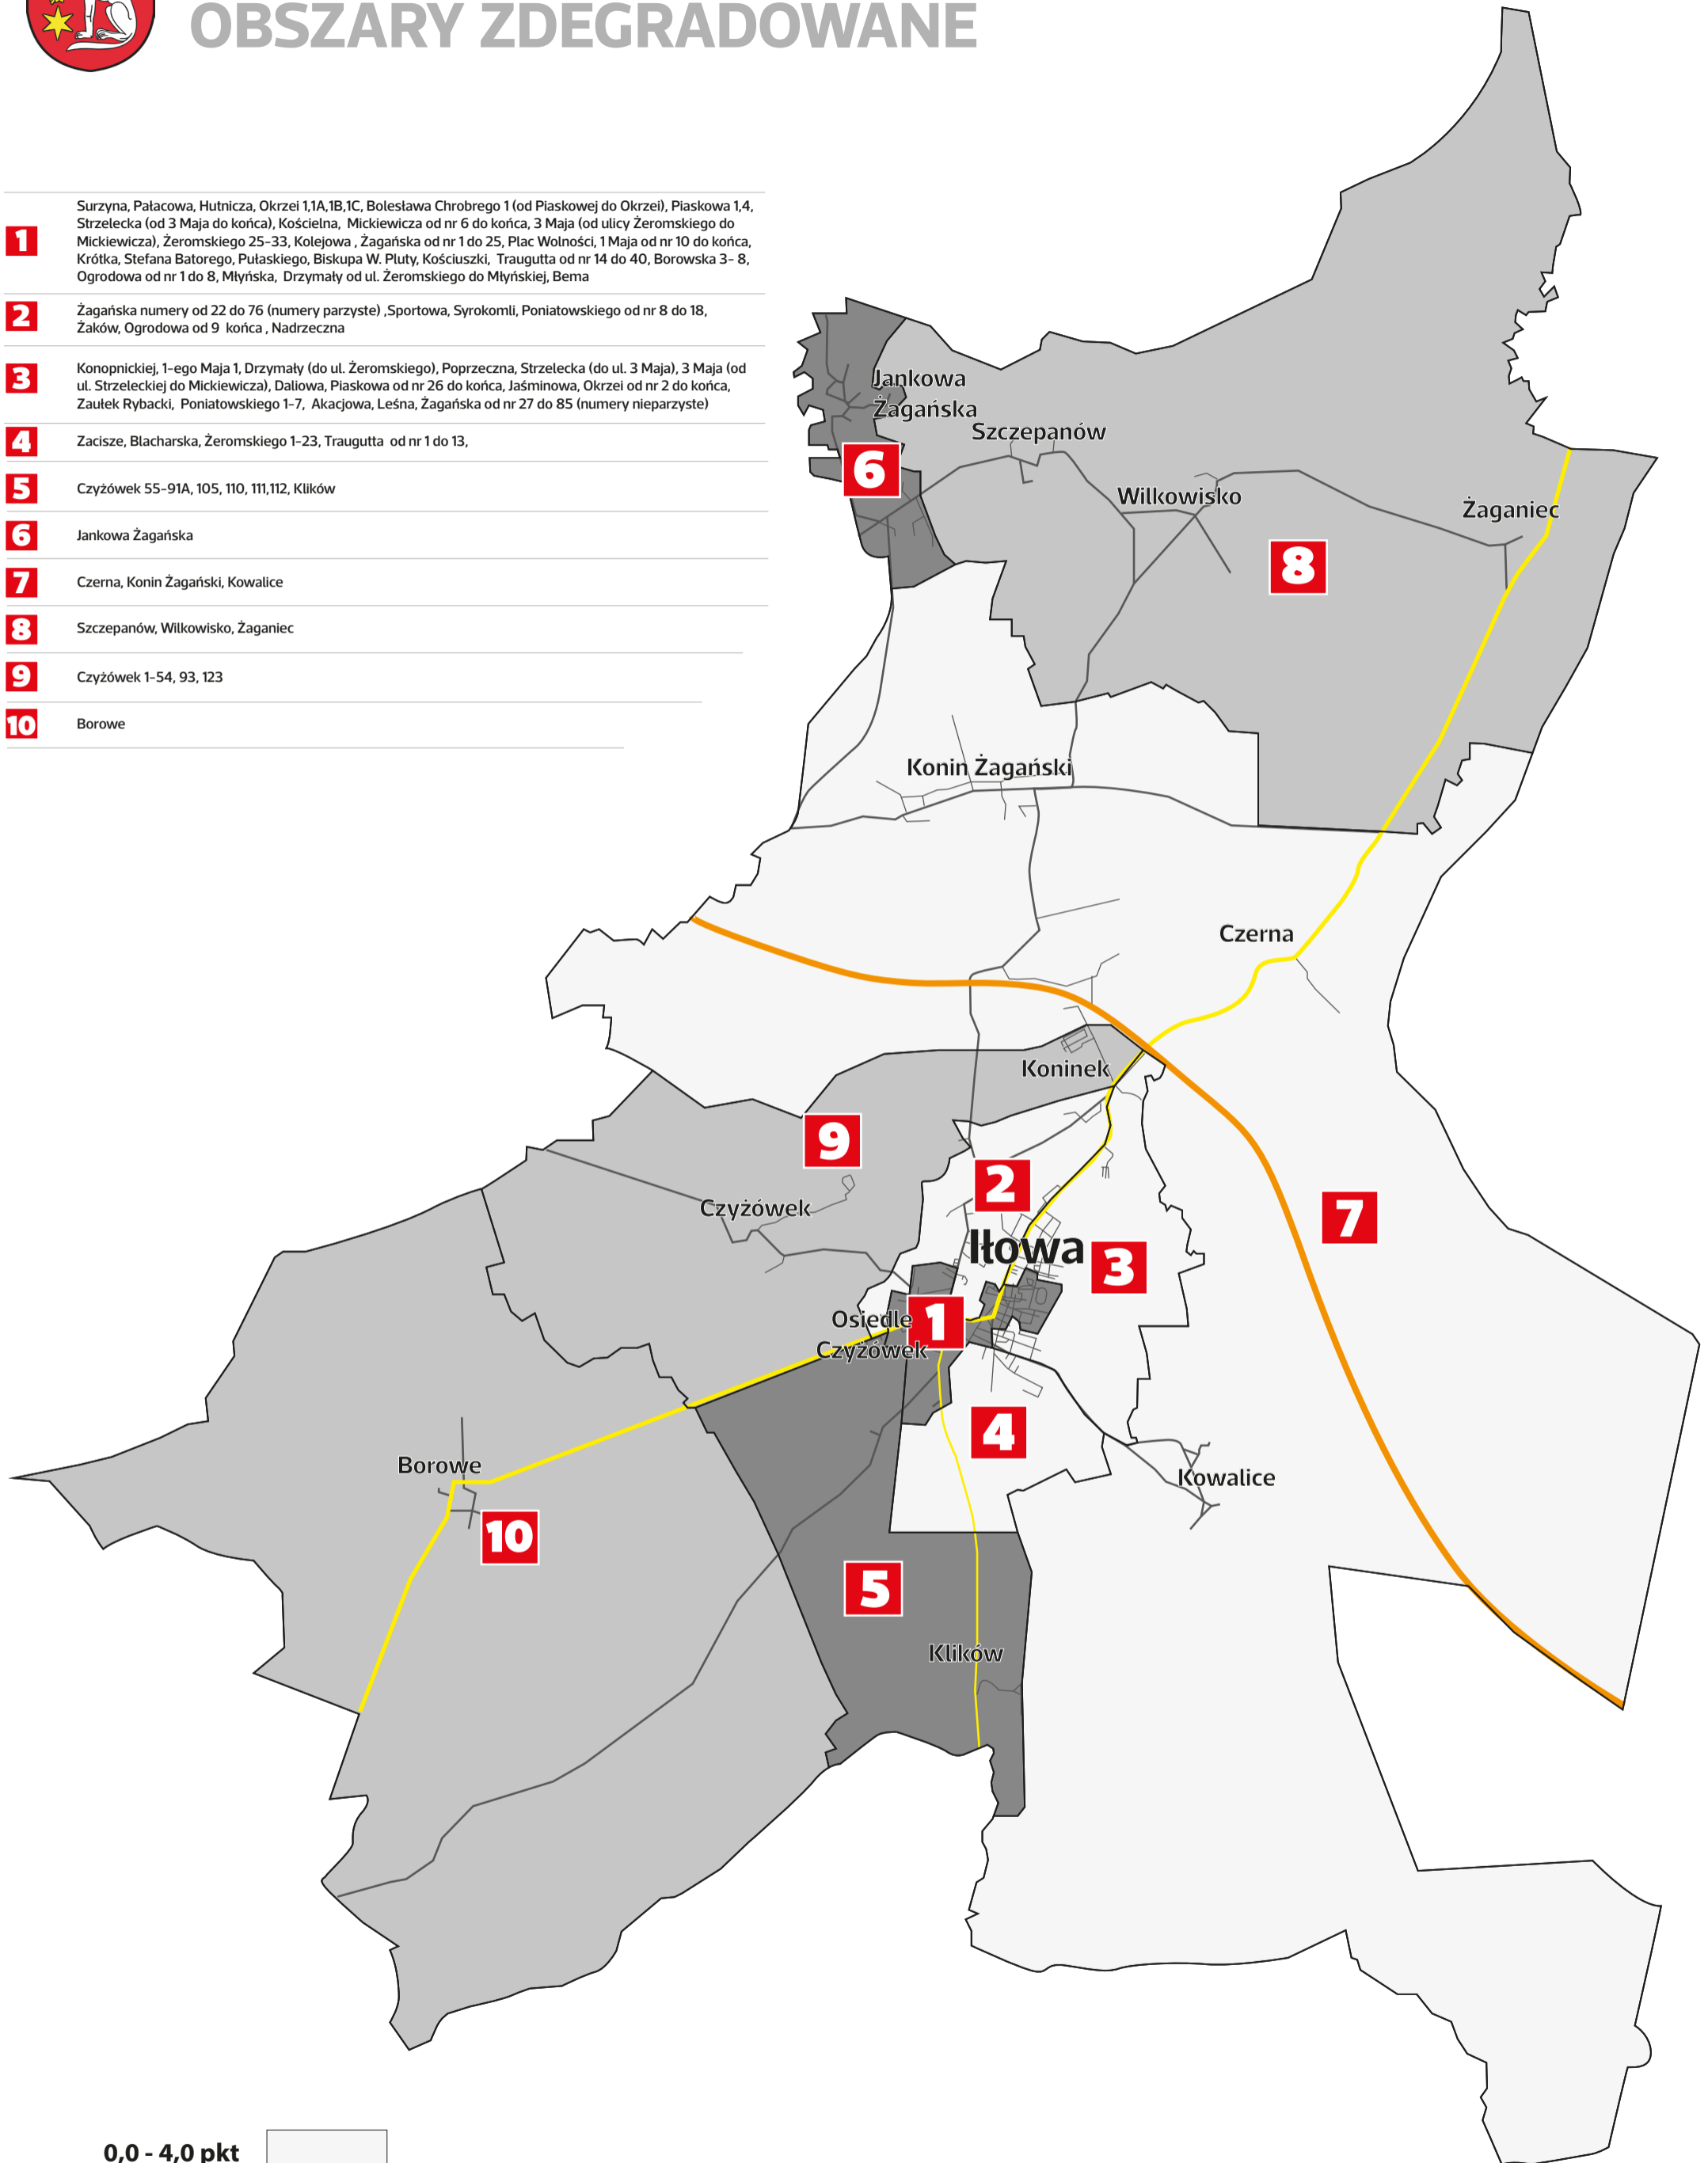 OBSZARY ZDEGRADOWANE
1
Surzyna, Pałacowa, Hutnicza, Okrzei 1,1A,1B,1C, Bolesława Chrobrego 1 (od Piaskowej do Okrzei), Piaskowa 1,4,
Strzelecka (od 3 Maja do końca), Kościelna, Mickiewicza od nr 6 do końca, 3 Maja (od ulicy Żeromskiego do
Mickiewicza), Żeromskiego 25-33, Kolejowa , Żagańska od nr 1 do 25, Plac Wolności, 1 Maja od nr 10 do końca,
Krótka, Stefana Batorego, Pułaskiego, Biskupa W. Pluty, Kościuszki, Traugutta od nr 14 do 40, Borowska 3- 8,
Ogrodowa od nr 1 do 8, Młyńska, Drzymały od ul. Żeromskiego do Młyńskiej, Bema
2
Żagańska numery od 22 do 76 (numery parzyste) ,Sportowa, Syrokomli, Poniatowskiego od nr 8 do 18,
Żaków, Ogrodowa od 9 końca , Nadrzeczna
3
Konopnickiej, 1-ego Maja 1, Drzymały (do ul. Żeromskiego), Poprzeczna, Strzelecka (do ul. 3 Maja), 3 Maja (od
ul. Strzeleckiej do Mickiewicza), Daliowa, Piaskowa od nr 26 do końca, Jaśminowa, Okrzei od nr 2 do końca,
Zaułek Rybacki, Poniatowskiego 1-7, Akacjowa, Leśna, Żagańska od nr 27 do 85 (numery nieparzyste)
4
Zacisze, Blacharska, Żeromskiego 1-23, Traugutta od nr 1 do 13,
5
Czyżówek 55-91A, 105, 110, 111,112, Klików
6
Jankowa Żagańska
7
Czerna, Konin Żagański, Kowalice
8
Szczepanów, Wilkowisko, Żaganiec
9
Czyżówek 1-54, 93, 123
10
Borowe
Jankowa
Żagańska
Szczepanów
6
Wilkowisko
Żaganiec
8
Konin Żagański
Czerna
Koninek
9
2
Czyżówek
7
Iłowa
3
Osiedle
Czyżówek
1
4
Borowe
Kowalice
10
5
Klików
0,0 - 4,0 pkt